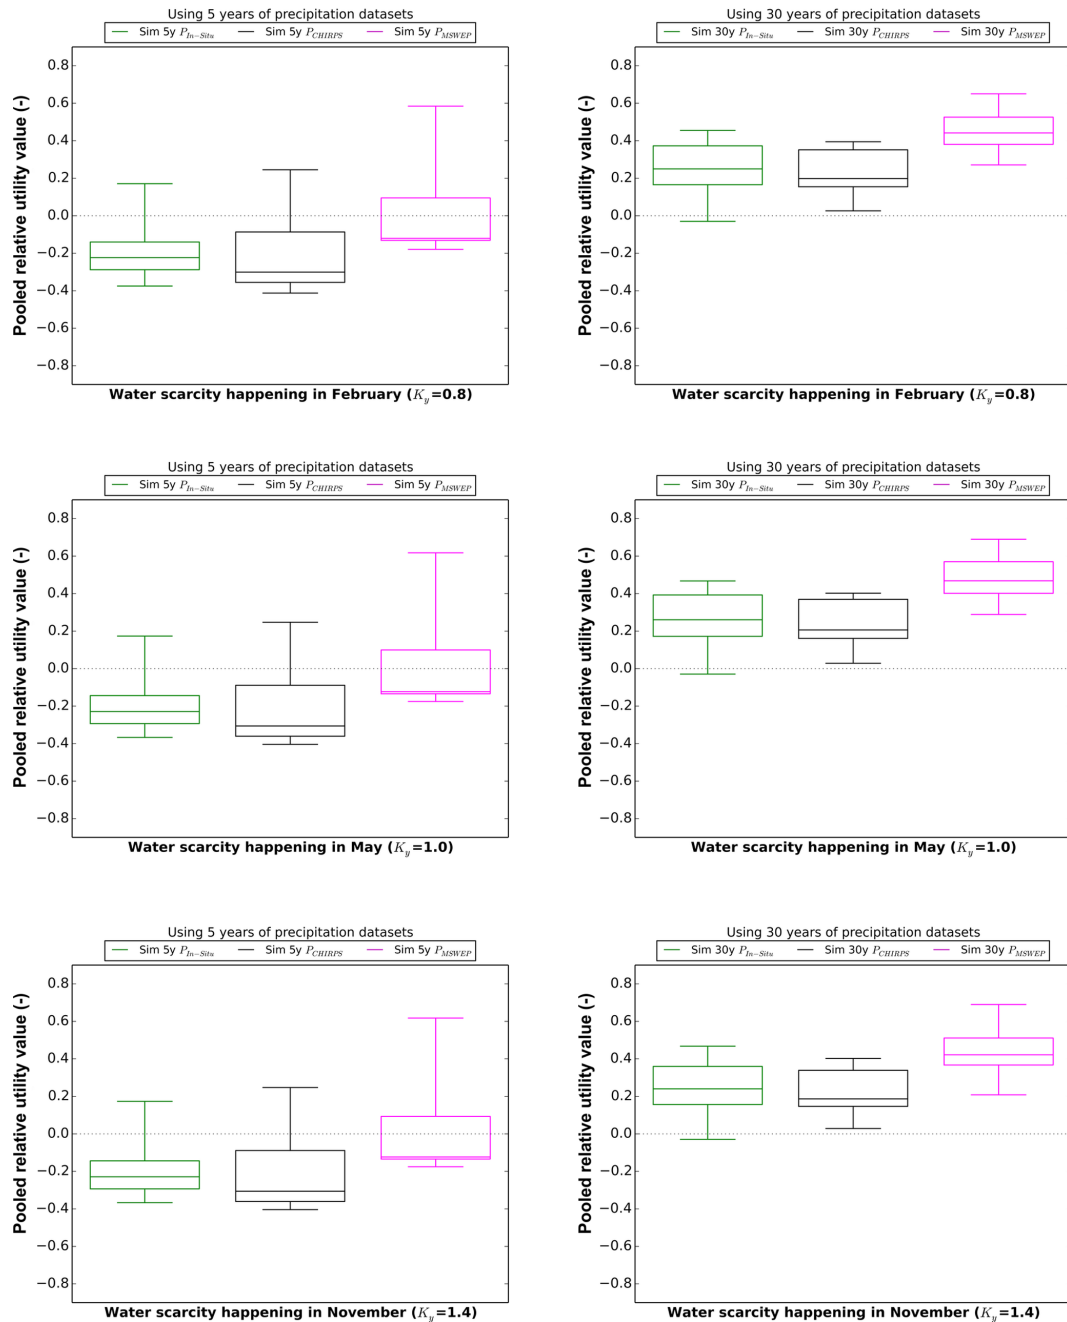 Using 5 years of precipitation datasets
Sim 5y P_In−Situ Sim 5y P_CHIRPS Sim 5y P_MSWEP
Pooled relative utility value (-)
0.8
0.6
0.4
0.2
0.0
−0.2
−0.4
−0.6
−0.8
Water scarcity happening in February (K_y=0.8)
Using 30 years of precipitation datasets
Sim 30y P_In−Situ Sim 30y P_CHIRPS Sim 30y P_MSWEP
Pooled relative utility value (-)
0.8
0.6
0.4
0.2
0.0
−0.2
−0.4
−0.6
−0.8
Water scarcity happening in February (K_y=0.8)
Using 5 years of precipitation datasets
Sim 5y P_In−Situ Sim 5y P_CHIRPS Sim 5y P_MSWEP
Pooled relative utility value (-)
0.8
0.6
0.4
0.2
0.0
−0.2
−0.4
−0.6
−0.8
Water scarcity happening in May (K_y=1.0)
Using 30 years of precipitation datasets
Sim 30y P_In−Situ Sim 30y P_CHIRPS Sim 30y P_MSWEP
Pooled relative utility value (-)
0.8
0.6
0.4
0.2
0.0
−0.2
−0.4
−0.6
−0.8
Water scarcity happening in May (K_y=1.0)
Using 5 years of precipitation datasets
Sim 5y P_In−Situ Sim 5y P_CHIRPS Sim 5y P_MSWEP
Pooled relative utility value (-)
0.8
0.6
0.4
0.2
0.0
−0.2
−0.4
−0.6
−0.8
Water scarcity happening in November (K_y=1.4)
Using 30 years of precipitation datasets
Sim 30y P_In−Situ Sim 30y P_CHIRPS Sim 30y P_MSWEP
Pooled relative utility value (-)
0.8
0.6
0.4
0.2
0.0
−0.2
−0.4
−0.6
−0.8
Water scarcity happening in November (K_y=1.4)